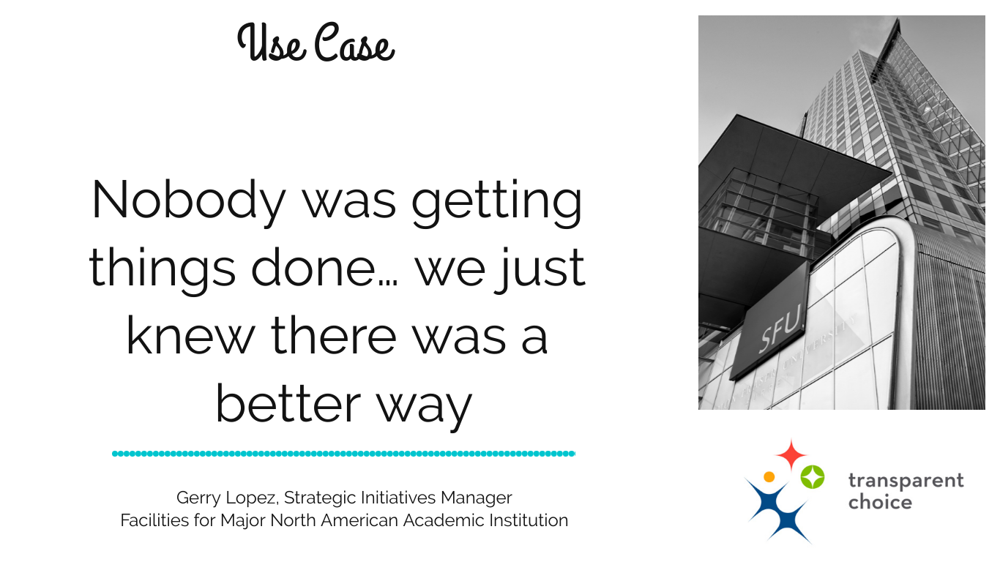 Use Case
Nobody was getting
things done... we just
knew there was a
better way
Gerry Lopez, Strategic Initiatives Manager
Facilities for Major North American Academic Institution
SFU
UNIVERSITY
transparent
choice